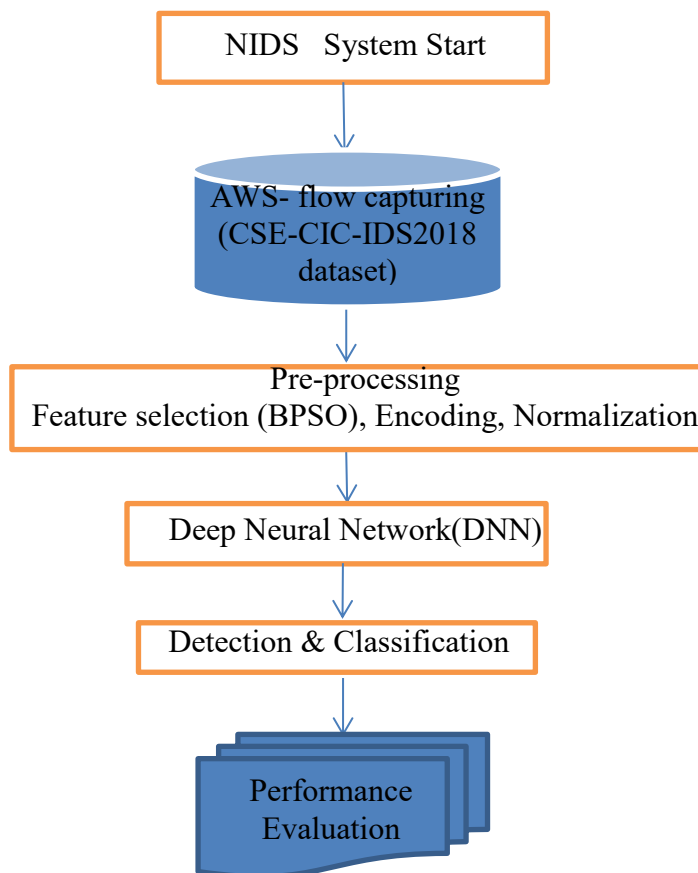 NIDS System Start
AWS- flow capturing
(CSE-CIC-IDS2018
dataset)
Pre-processing
Feature selection (BPSO), Encoding, Normalization
Deep Neural Network(DNN)
Detection & Classification
Performance
Evaluation